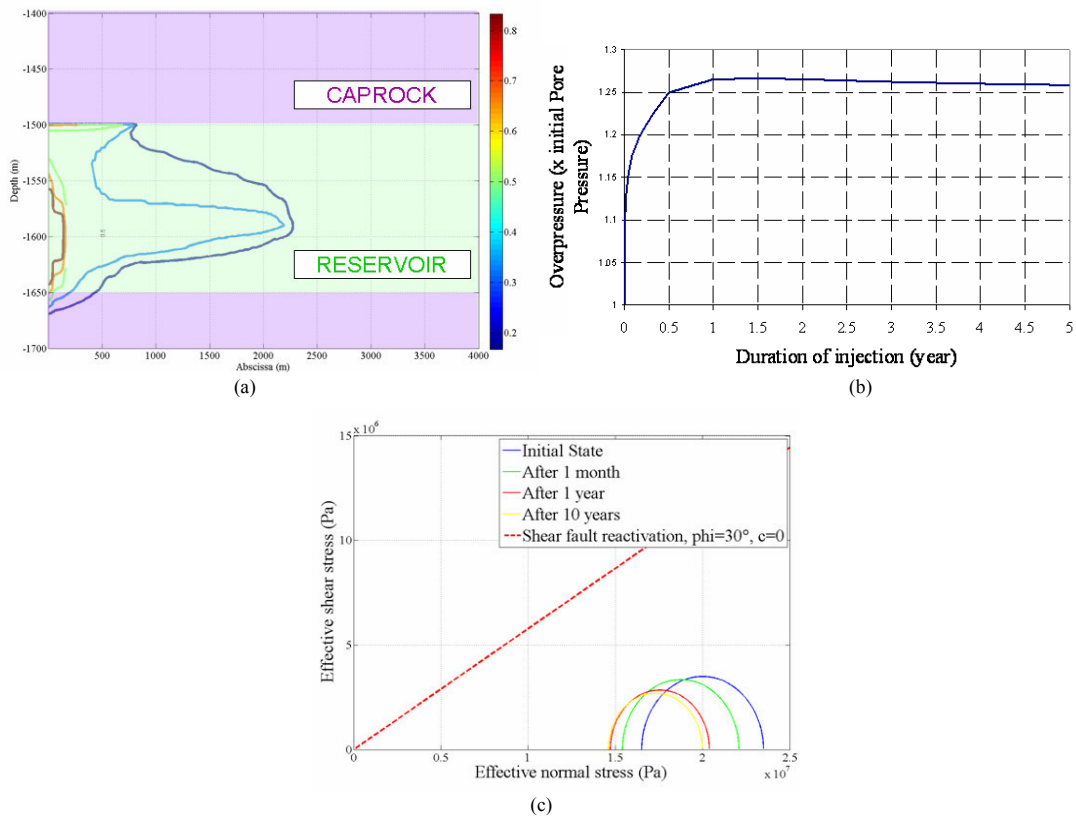 -1400
-1450
-1500
-1550
-1600
-1650
-1700
Depth (m)
500
1000
1500
2000
2500
3000
3500
4000
Abscissa (m)
CAPROCK
RESERVOIR
0.8
0.7
0.6
0.5
0.4
0.3
0.2
(a)
1.3
1.25
1.2
1.15
1.1
1.05
1
Overpressure (x initial Pore
Pressure)
0
0.5
1
1.5
2
2.5
3
3.5
4
4.5
5
Duration of injection (year)
(b)
15
x 10⁶
10
5
0
Effective shear stress (Pa)
Initial State
After 1 month
After 1 year
After 10 years
Shear fault reactivation, phi=30°, c=0
0
0.5
1
1.5
2
2.5
x 10⁷
Effective normal stress (Pa)
(c)